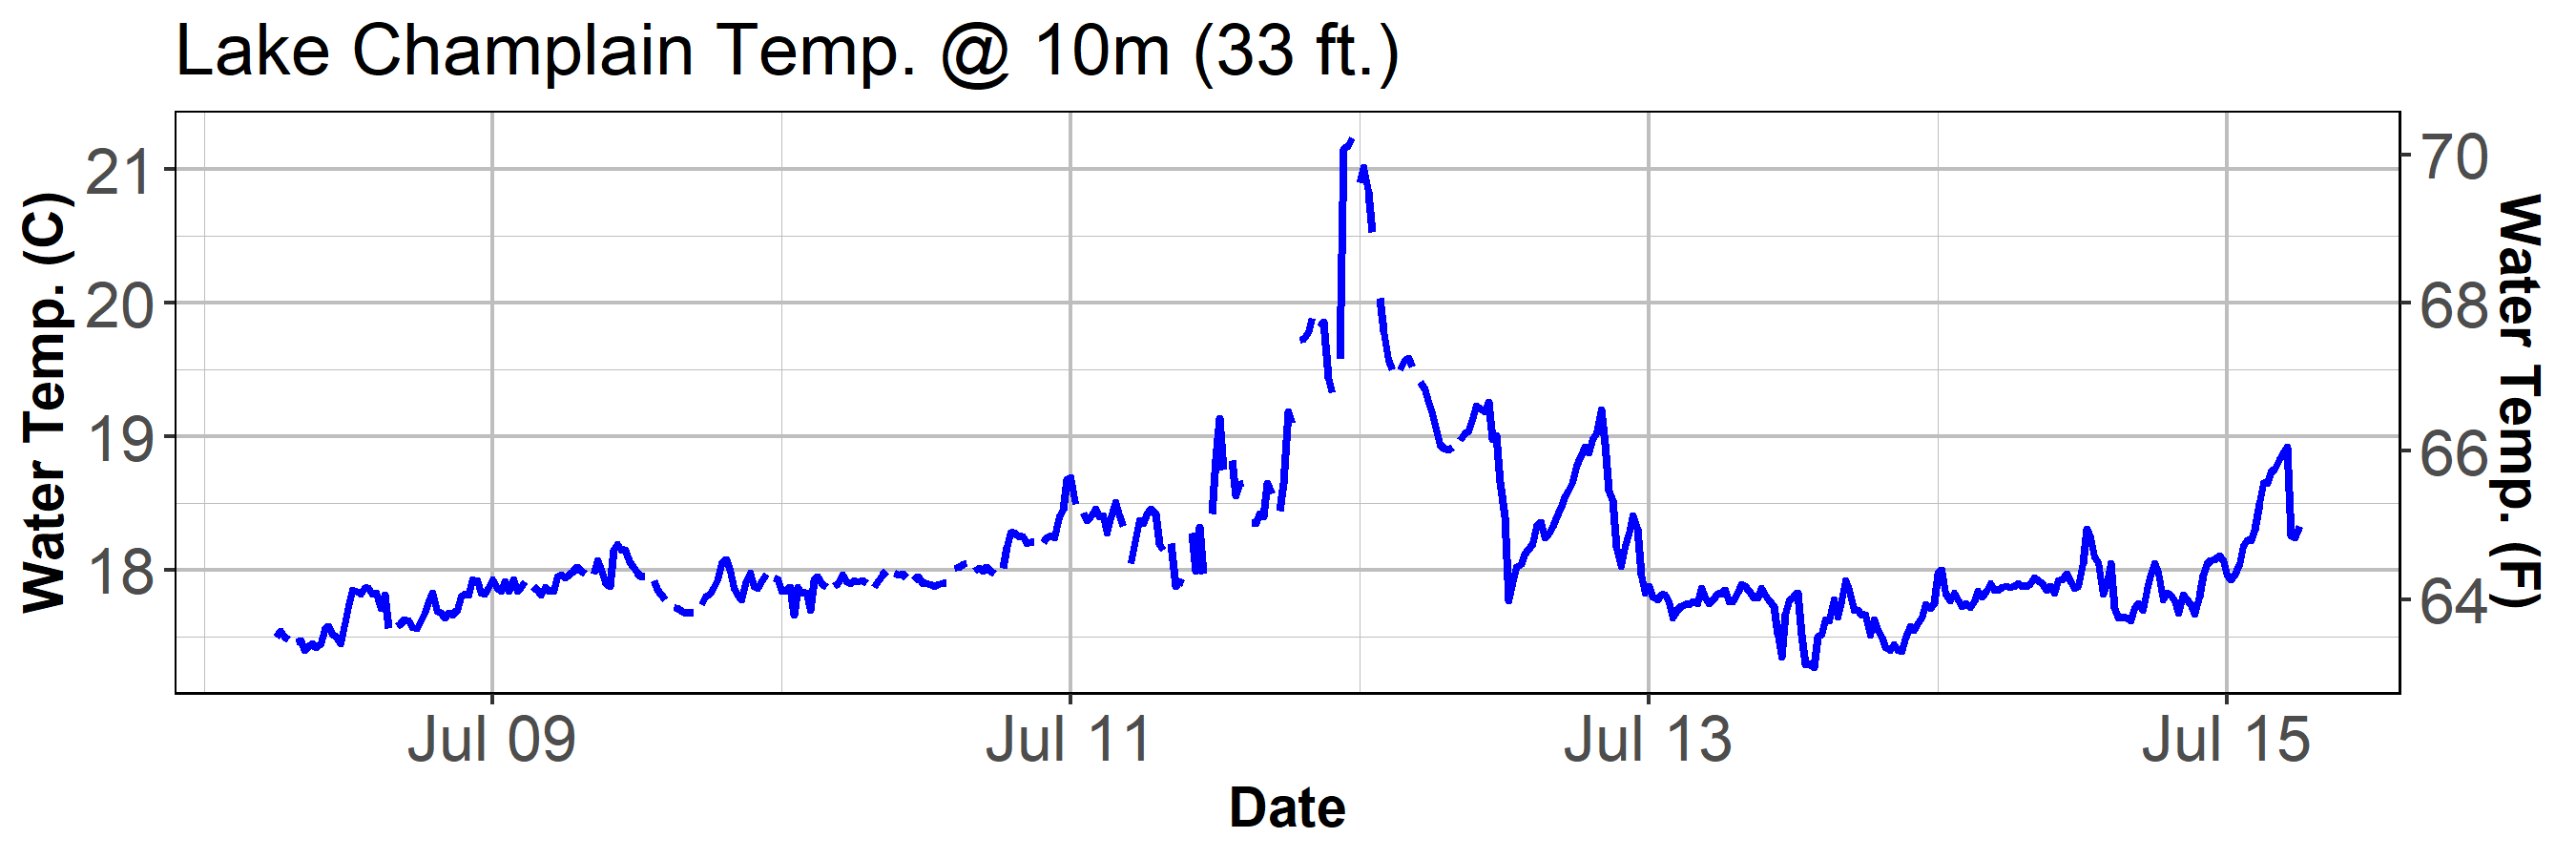 Lake Champlain Temp. @ 10m (33 ft.)
Water Temp. (C)
21
20
19
18
70
68
66
64
Water Temp. (F)
Jul 09
Jul 11
Jul 13
Jul 15
Date